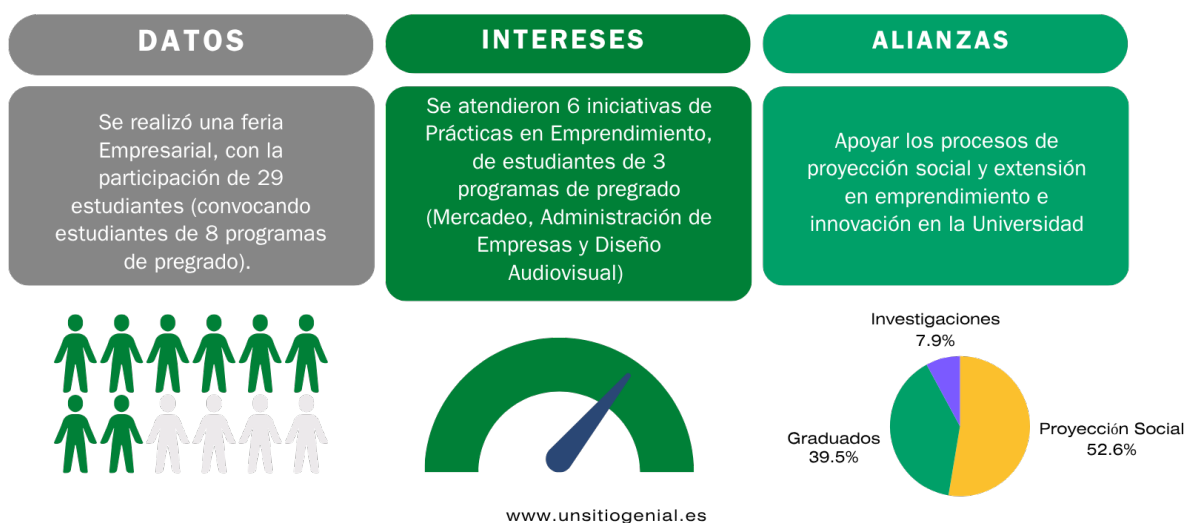 DATOS
Se realizó una feria
Empresarial, con la
participación de 29
estudiantes (convocando
estudiantes de 8 programas
de pregrado).
INTERESES
Se atendieron 6 iniciativas de
Prácticas en Emprendimiento,
de estudiantes de 3
programas de pregrado
(Mercadeo, Administración de
Empresas y Diseño
Audiovisual)
ALIANZAS
Apoyar los procesos de
proyección social y extensión
en emprendimiento e
innovación en la Universidad
Investigaciones
7.9%
Graduados
39.5%
Proyección Social
52.6%
www.unsitiogenial.es